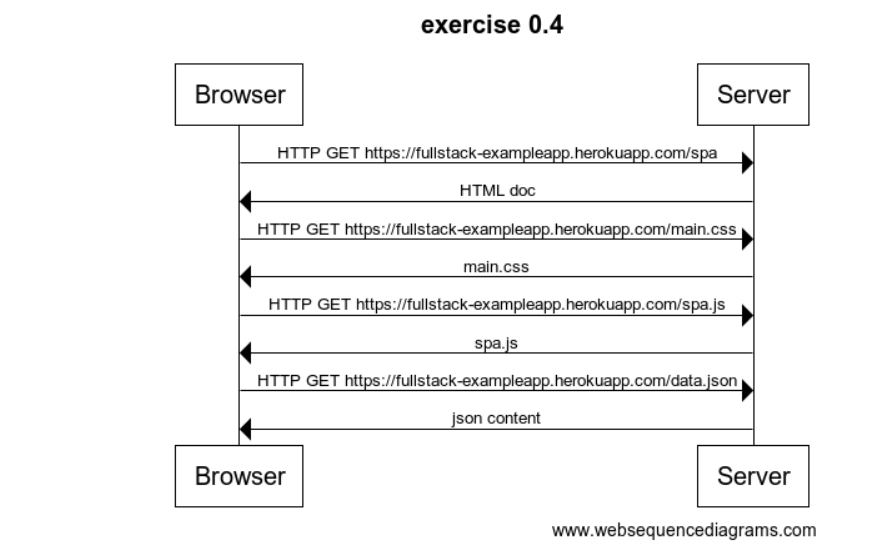 exercise 0.4
Browser
Server
HTTP GET https://fullstack-exampleapp.herokuapp.com/spa
HTML doc
HTTP GET https://fullstack-exampleapp.herokuapp.com/main.css
main.css
HTTP GET https://fullstack-exampleapp.herokuapp.com/spa.js
spa.js
HTTP GET https://fullstack-exampleapp.herokuapp.com/data.json
json content
Browser
Server
www.websequencediagrams.com